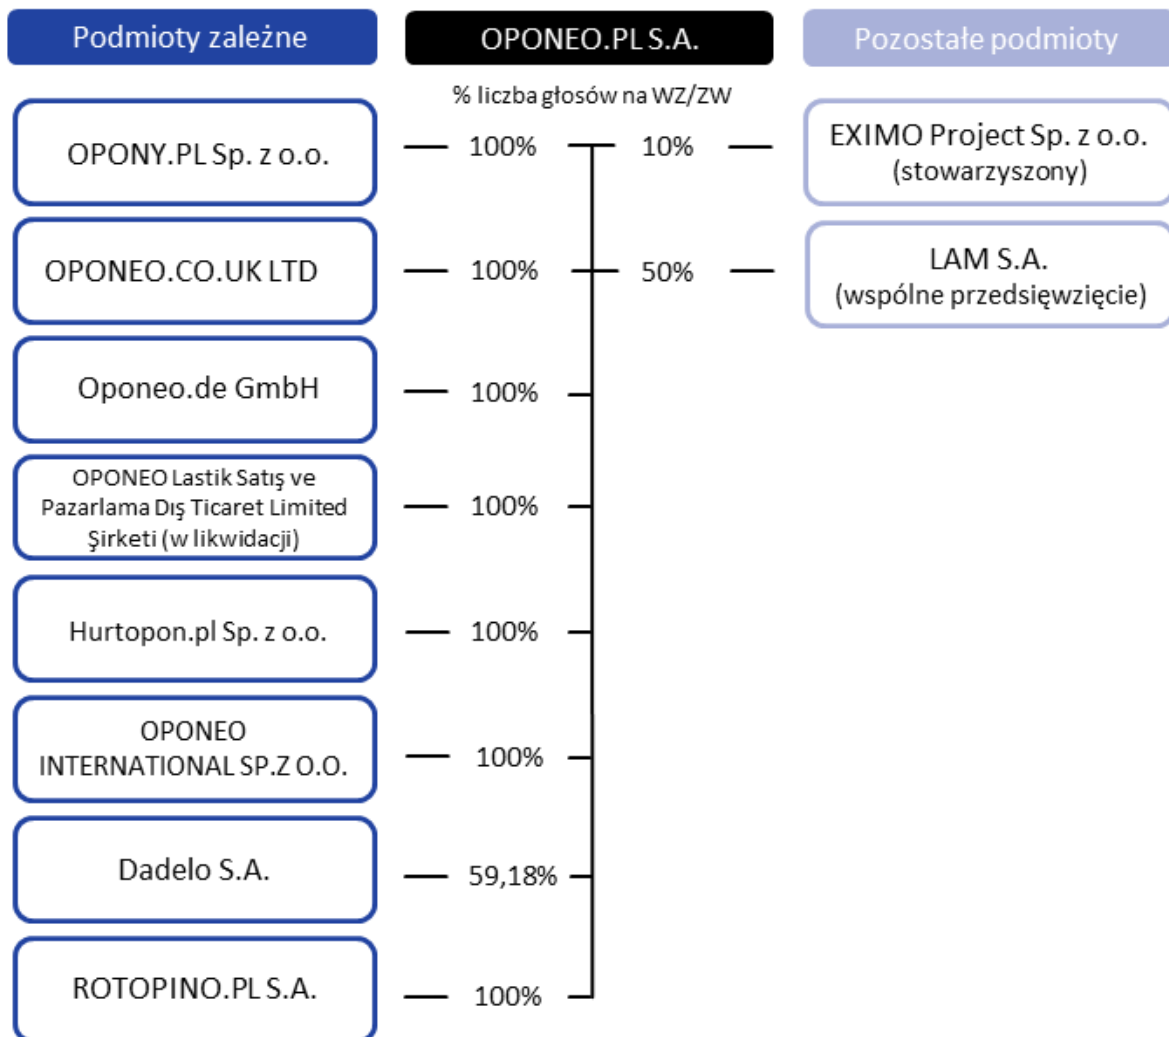 Podmioty zależne
OPONEO.PL S.A.
Pozostałe podmioty
% liczba głosów na WZ/ZW
OPONY.PL Sp. z o.o.
100%
10%
EXIMO Project Sp. z o.o.
(stowarzyszony)
OPONEO.CO.UK LTD
100%
50%
LAM S.A.
(wspólne przedsięwzięcie)
Oponeo.de GmbH
100%
OPONEO Lastik Satış ve
Pazarlama Dış Ticaret Limited
Şirketi (w likwidacji)
100%
Hurtopon.pl Sp. z o.o.
100%
OPONEO
INTERNATIONAL SP.Z O.O.
100%
Dadelo S.A.
59,18%
ROTOPINO.PL S.A.
100%